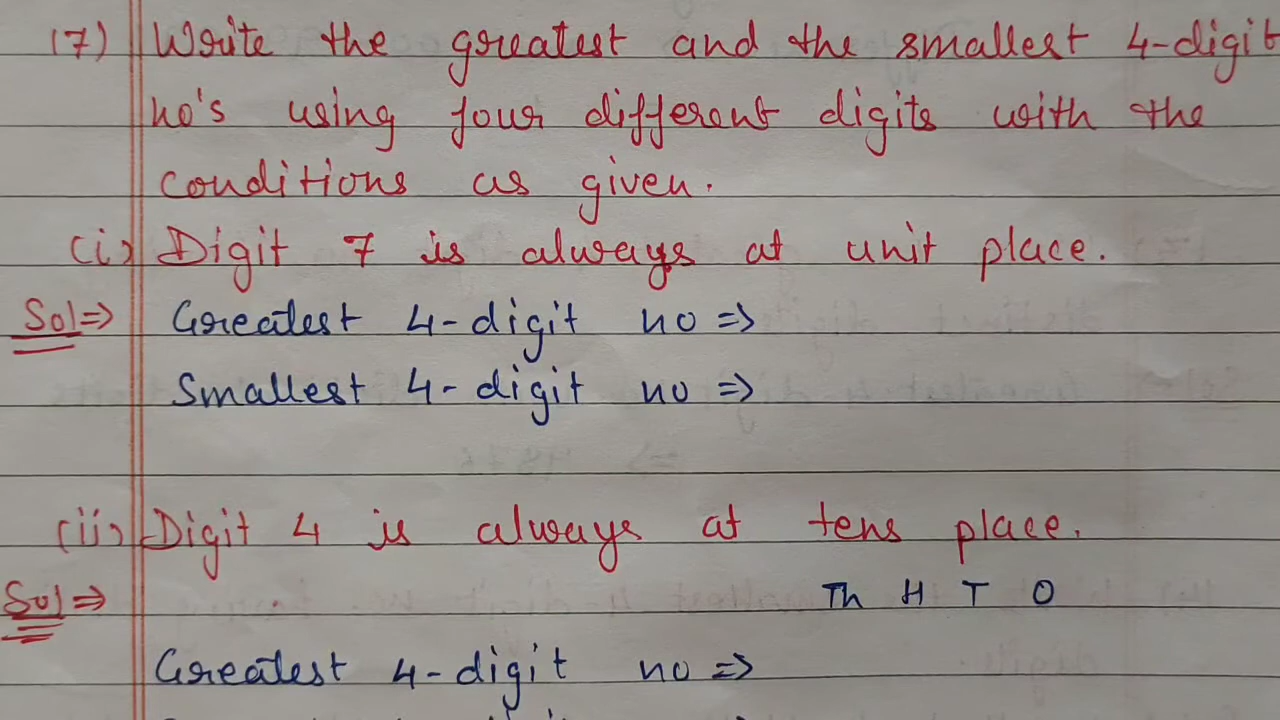 (7) Write the greatest and the smallest 4-digit
no's using four different digits with the
conditions as given.
(i) Digit 7 is always at unit place.
Sol⇒ Greatest 4-digit no ⇒
Smallest 4-digit no ⇒
(ii) Digit 4 is always at tens place.
Sol⇒ Th H T O
Greatest 4-digit no ⇒